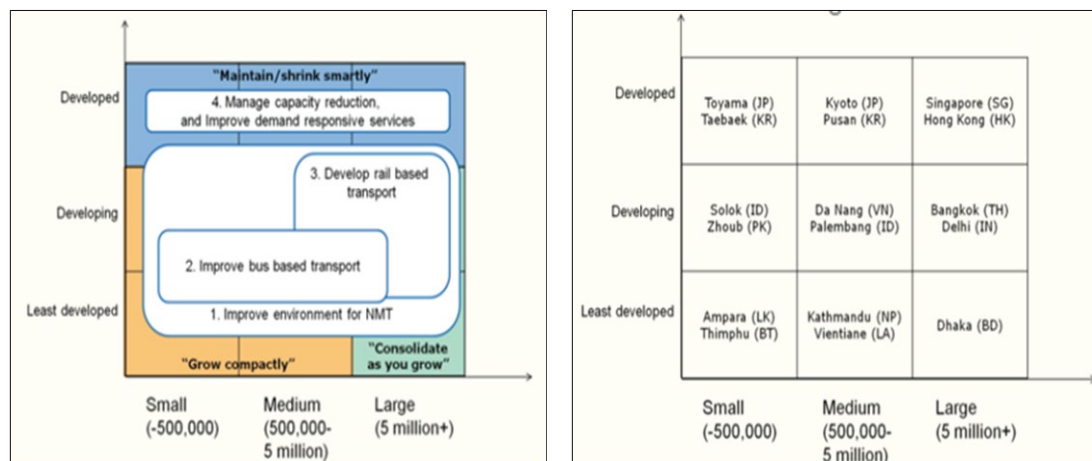 Developed
Developing
Least developed
"Maintain/shrink smartly"
4. Manage capacity reduction,
and Improve demand responsive services
3. Develop rail based
transport
2. Improve bus based transport
1. Improve environment for NMT
"Grow compactly"
"Consolidate
as you grow"
Small
(-500,000)
Medium
(500,000-
5 million)
Large
(5 million+)
Developed
Developing
Least developed
Toyama (JP)
Taebaek (KR)
Kyoto (JP)
Pusan (KR)
Singapore (SG)
Hong Kong (HK)
Solok (ID)
Zhoub (PK)
Da Nang (VN)
Palembang (ID)
Bangkok (TH)
Delhi (IN)
Ampara (LK)
Thimphu (BT)
Kathmandu (NP)
Vientiane (LA)
Dhaka (BD)
Small
(-500,000)
Medium
(500,000-
5 million)
Large
(5 million+)